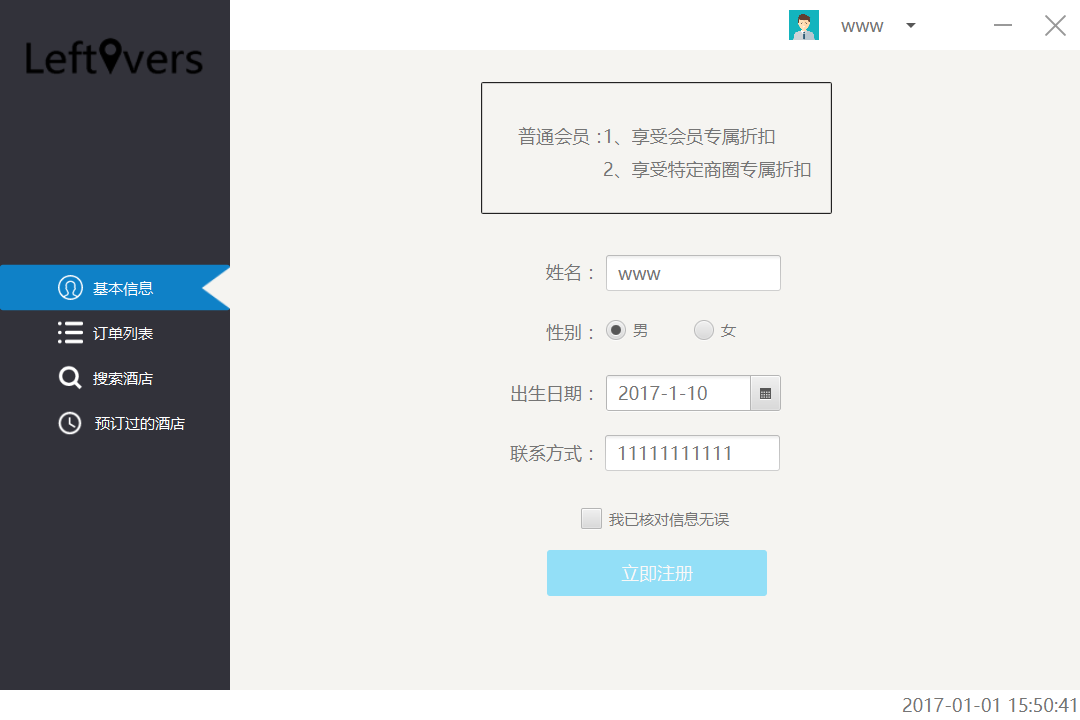 Leftovers
www
普通会员：1、享受会员专属折扣
2、享受特定商圈专属折扣
基本信息
订单列表
搜索酒店
预订过的酒店
姓名： www
性别： 男 女
出生日期： 2017-1-10
联系方式： 11111111111
我已核对信息无误
立即注册
2017-01-01 15:50:41